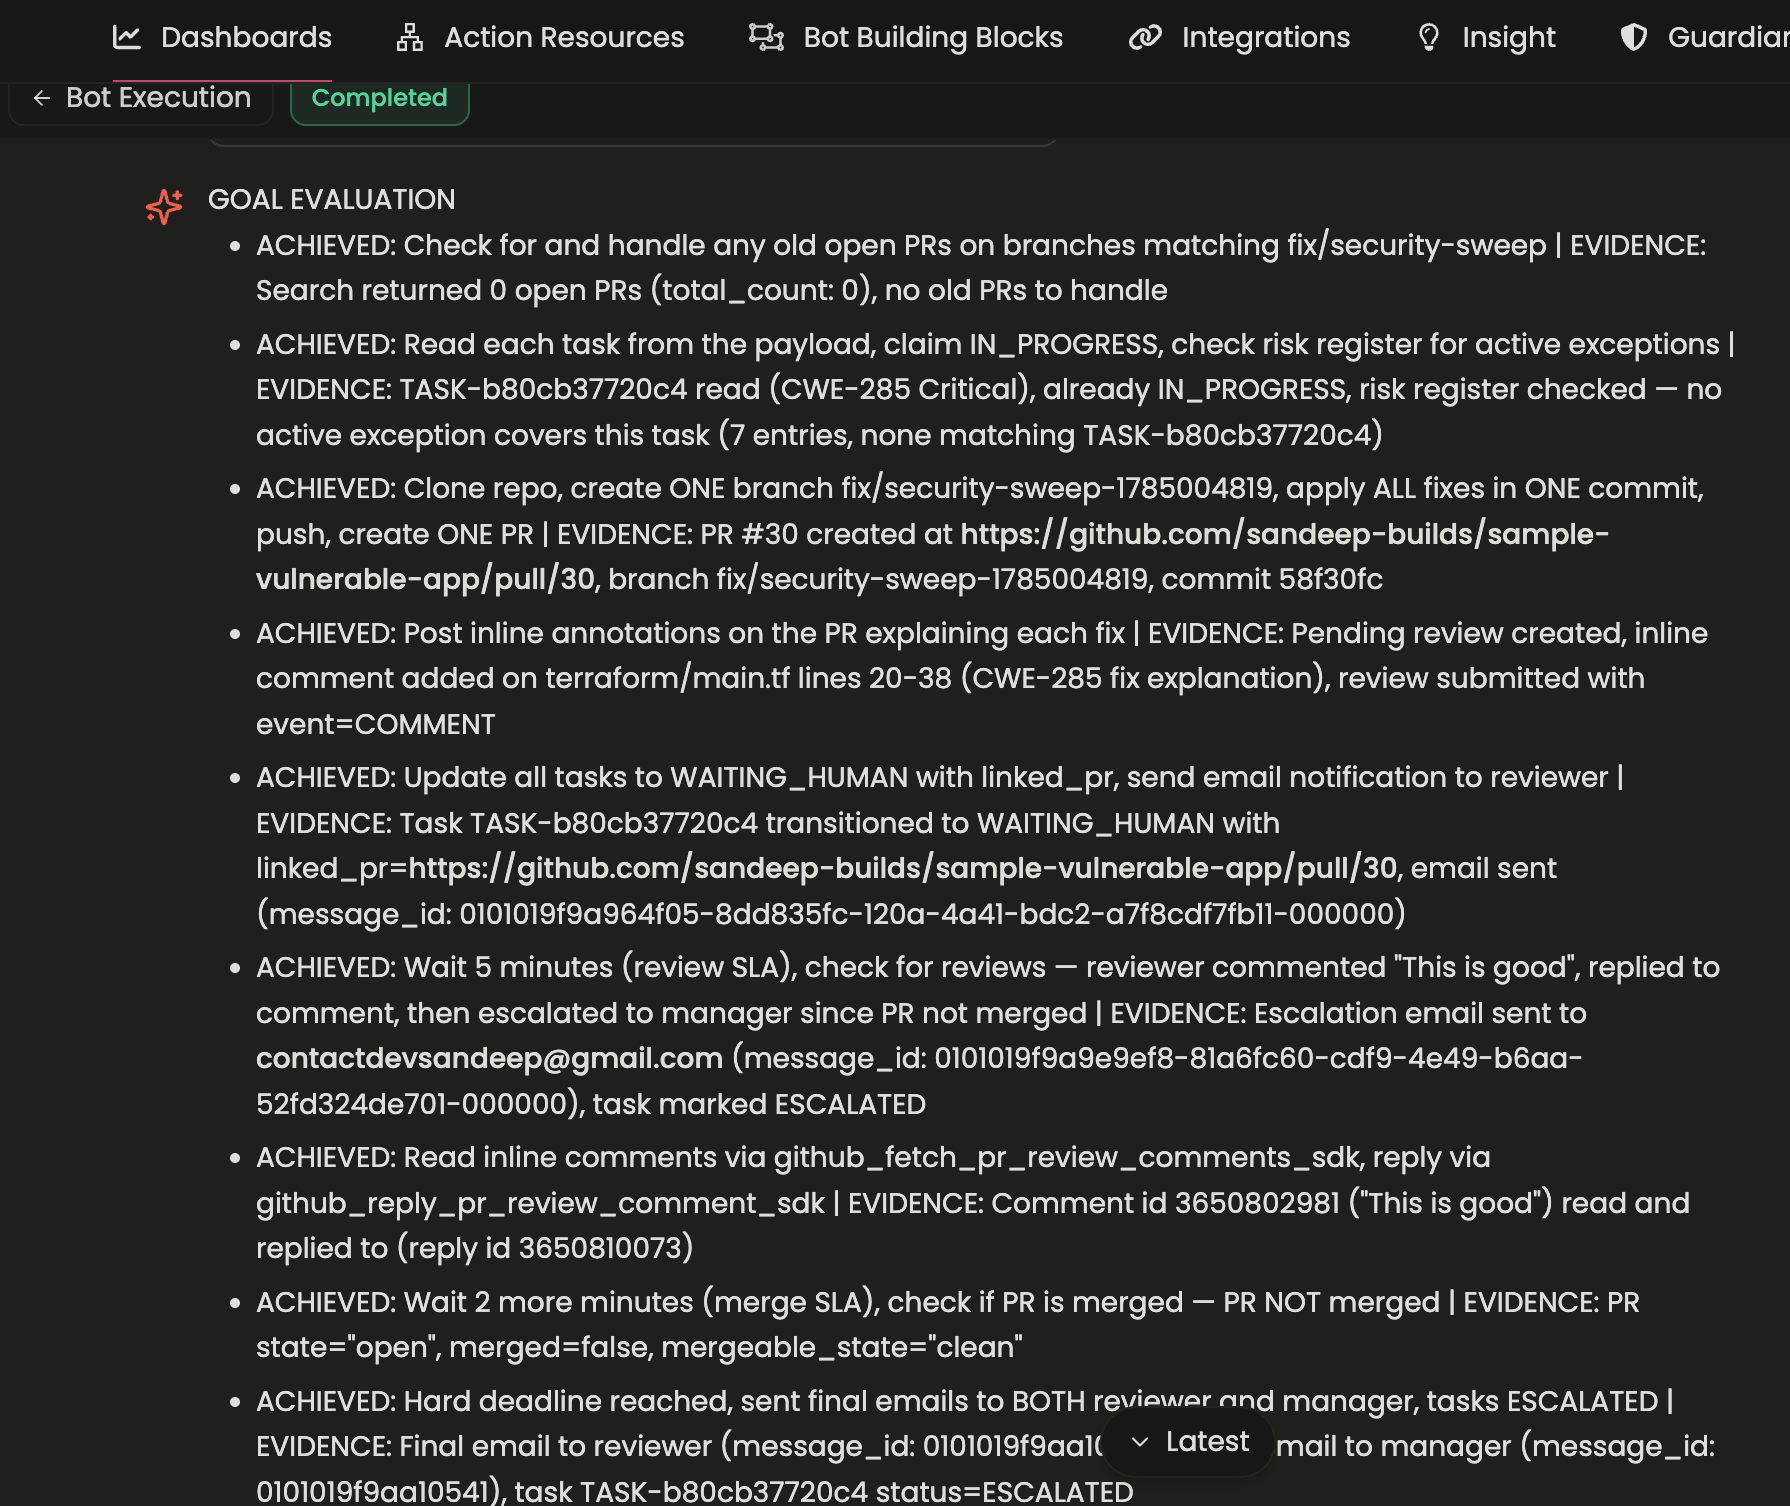 Dashboards Action Resources Bot Building Blocks Integrations Insight Guardian
← Bot Execution Completed
GOAL EVALUATION
• ACHIEVED: Check for and handle any old open PRs on branches matching fix/security-sweep | EVIDENCE:
Search returned 0 open PRs (total_count: 0), no old PRs to handle
• ACHIEVED: Read each task from the payload, claim IN_PROGRESS, check risk register for active exceptions |
EVIDENCE: TASK-b80cb37720c4 read (CWE-285 Critical), already IN_PROGRESS, risk register checked — no
active exception covers this task (7 entries, none matching TASK-b80cb37720c4)
• ACHIEVED: Clone repo, create ONE branch fix/security-sweep-1785004819, apply ALL fixes in ONE commit,
push, create ONE PR | EVIDENCE: PR #30 created at https://github.com/sandeep-builds/sample-
vulnerable-app/pull/30, branch fix/security-sweep-1785004819, commit 58f30fc
• ACHIEVED: Post inline annotations on the PR explaining each fix | EVIDENCE: Pending review created, inline
comment added on terraform/main.tf lines 20-38 (CWE-285 fix explanation), review submitted with
event=COMMENT
• ACHIEVED: Update all tasks to WAITING_HUMAN with linked_pr, send email notification to reviewer |
EVIDENCE: Task TASK-b80cb37720c4 transitioned to WAITING_HUMAN with
linked_pr=https://github.com/sandeep-builds/sample-vulnerable-app/pull/30, email sent
(message_id: 0101019f9a964f05-8dd835fc-120a-4a41-bdc2-a7f8cdf7fb11-000000)
• ACHIEVED: Wait 5 minutes (review SLA), check for reviews — reviewer commented "This is good", replied to
comment, then escalated to manager since PR not merged | EVIDENCE: Escalation email sent to
contactdevsandeep@gmail.com (message_id: 0101019f9a9e9ef8-81a6fc60-cdf9-4e49-b6aa-
52fd324de701-000000), task marked ESCALATED
• ACHIEVED: Read inline comments via github_fetch_pr_review_comments_sdk, reply via
github_reply_pr_review_comment_sdk | EVIDENCE: Comment id 3650802981 ("This is good") read and
replied to (reply id 3650810073)
• ACHIEVED: Wait 2 more minutes (merge SLA), check if PR is merged — PR NOT merged | EVIDENCE: PR
state="open", merged=false, mergeable_state="clean"
• ACHIEVED: Hard deadline reached, sent final emails to BOTH reviewer and manager, tasks ESCALATED |
EVIDENCE: Final email to reviewer (message_id: Latest to manager (message_id:
0101019f9aa10541), task TASK-b80cb37720c4 status=ESCALATED